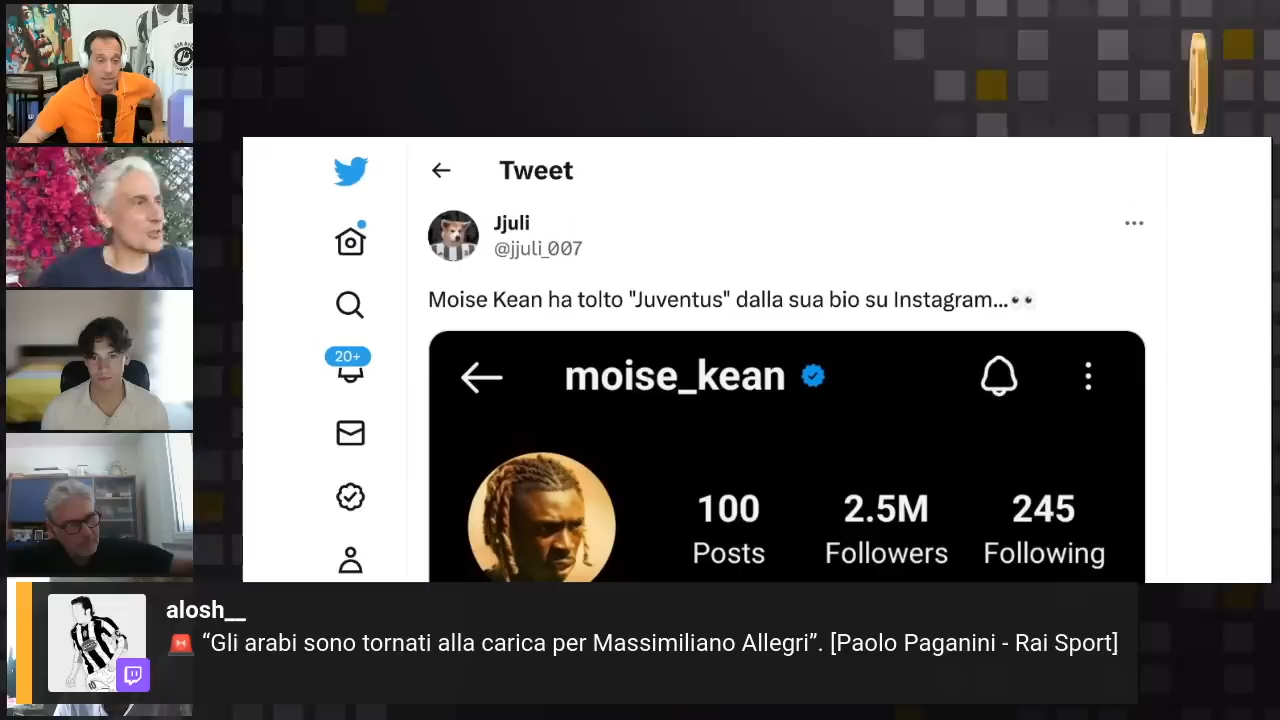 Tweet
Jjuli
@jjuli_007
Moise Kean ha tolto "Juventus" dalla sua bio su Instagram...👀
20+
moise_kean
100 2.5M 245
Posts Followers Following
alosh__
🚨 “Gli arabi sono tornati alla carica per Massimiliano Allegri”. [Paolo Paganini - Rai Sport]